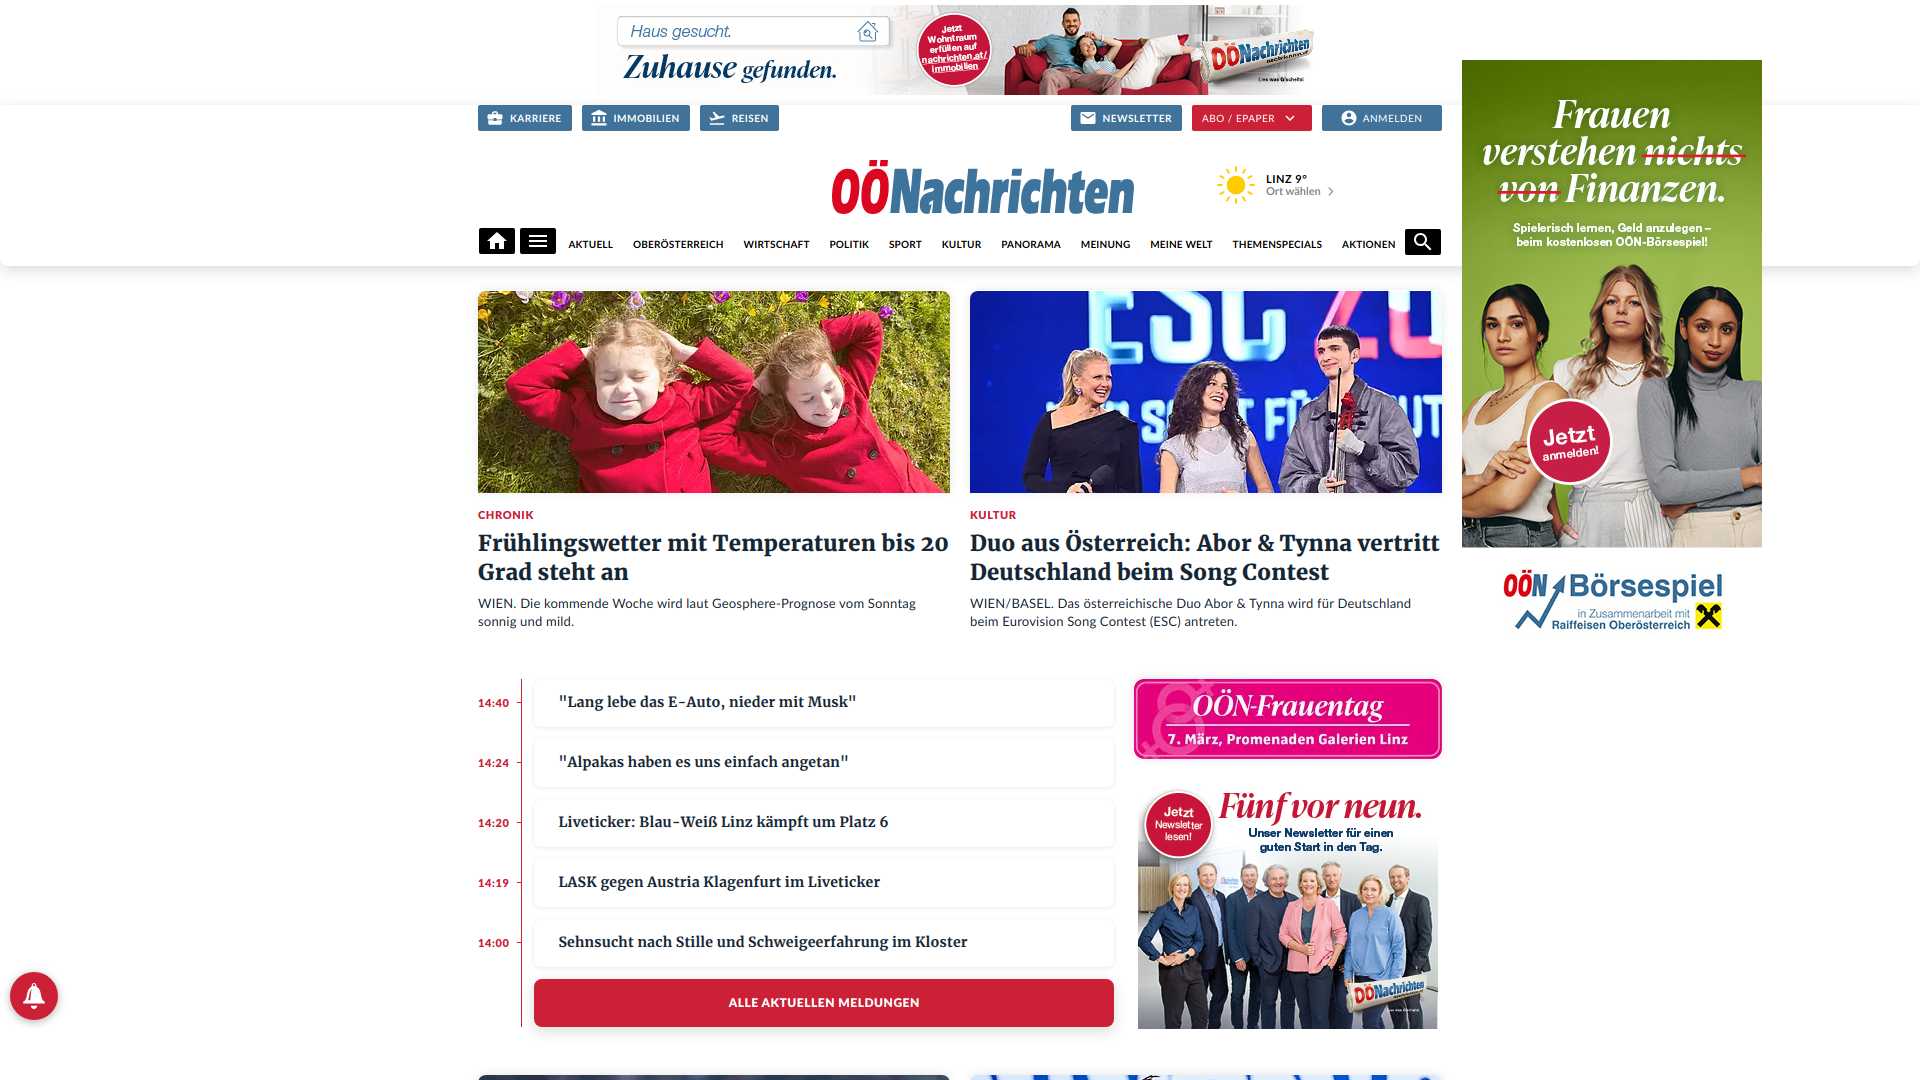 Haus gesucht.
Zuhause gefunden.
Jetzt
Wohntraum
erfüllen auf
nachrichten.at/
immobilien
OÖNachrichten
Lies was G'scheits!
KARRIERE
IMMOBILIEN
REISEN
NEWSLETTER
ABO / EPAPER
ANMELDEN
OÖNachrichten
LINZ 9°
Ort wählen
AKTUELL
OBERÖSTERREICH
WIRTSCHAFT
POLITIK
SPORT
KULTUR
PANORAMA
MEINUNG
MEINE WELT
THEMENSPECIALS
AKTIONEN
Frauen
verstehen nichts
von Finanzen.
Spielerisch lernen, Geld anzulegen –
beim kostenlosen OÖN-Börsespiel!
Jetzt
anmelden!
OÖN Börsespiel
in Zusammenarbeit mit
Raiffeisen Oberösterreich
ESC 20
CHRONIK
Frühlingswetter mit Temperaturen bis 20
Grad steht an
WIEN. Die kommende Woche wird laut Geosphere-Prognose vom Sonntag
sonnig und mild.
KULTUR
Duo aus Österreich: Abor & Tynna vertritt
Deutschland beim Song Contest
WIEN/BASEL. Das österreichische Duo Abor & Tynna wird für Deutschland
beim Eurovision Song Contest (ESC) antreten.
14:40
"Lang lebe das E-Auto, nieder mit Musk"
14:24
"Alpakas haben es uns einfach angetan"
14:20
Liveticker: Blau-Weiß Linz kämpft um Platz 6
14:19
LASK gegen Austria Klagenfurt im Liveticker
14:00
Sehnsucht nach Stille und Schweigeerfahrung im Kloster
ALLE AKTUELLEN MELDUNGEN
OÖN-Frauentag
7. März, Promenaden Galerien Linz
Jetzt
Newsletter
lesen!
Fünf vor neun.
Unser Newsletter für einen
guten Start in den Tag.
OÖNachrichten